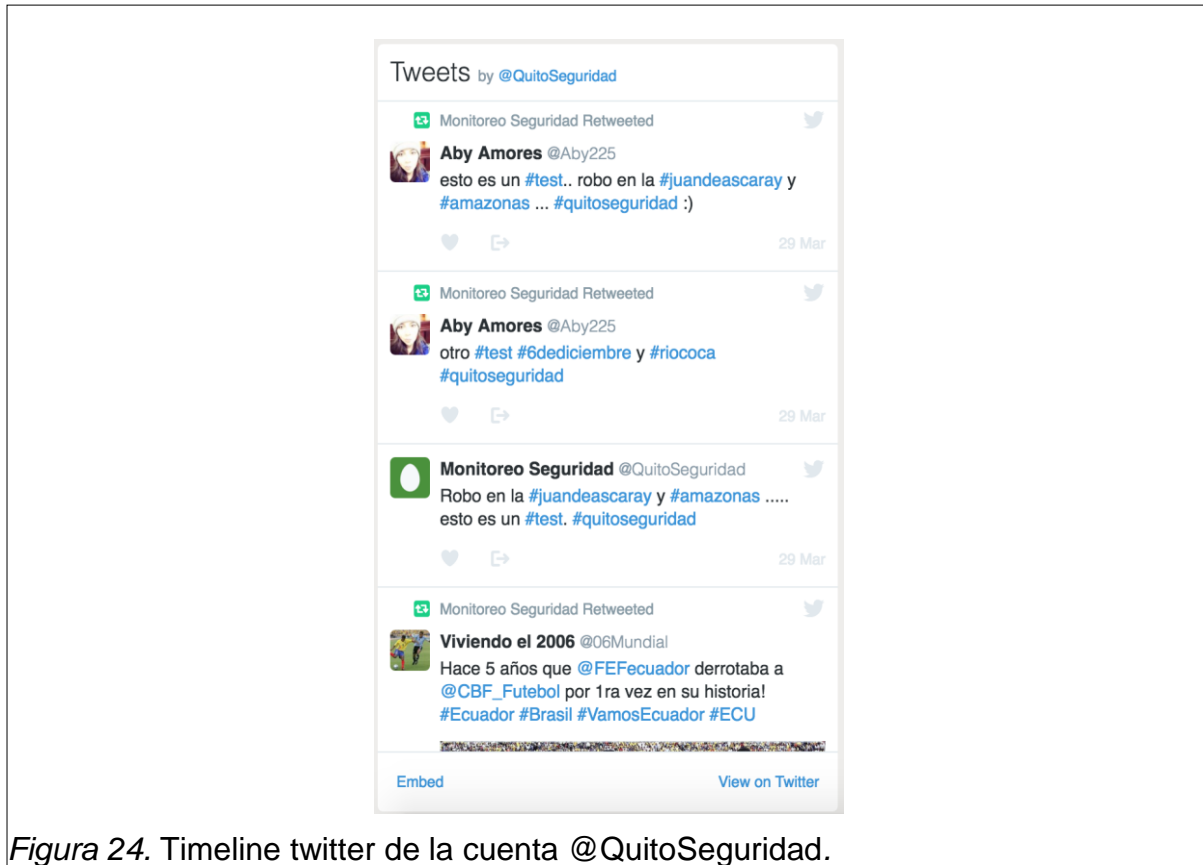 Tweets by @QuitoSeguridad
Monitoreo Seguridad Retweeted
Aby Amores @Aby225
esto es un #test.. robo en la #juandeascaray y
#amazonas ... #quitoseguridad :)
29 Mar
Monitoreo Seguridad Retweeted
Aby Amores @Aby225
otro #test #6dediciembre y #riococa
#quitoseguridad
29 Mar
Monitoreo Seguridad @QuitoSeguridad
Robo en la #juandeascaray y #amazonas .....
esto es un #test. #quitoseguridad
29 Mar
Monitoreo Seguridad Retweeted
Viviendo el 2006 @06Mundial
Hace 5 años que @FEFecuador derrotaba a
@CBF_Futebol por 1ra vez en su historia!
#Ecuador #Brasil #VamosEcuador #ECU
Embed View on Twitter
Figura 24. Timeline twitter de la cuenta @QuitoSeguridad.